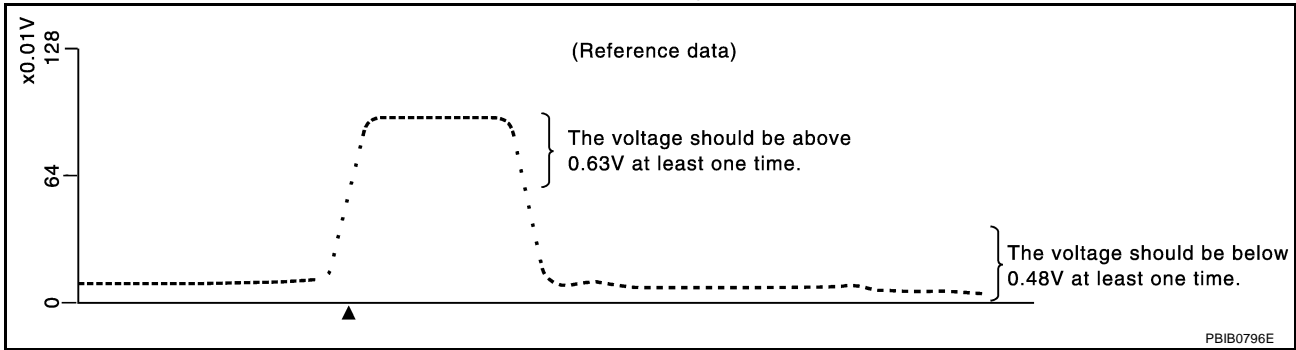 x0.01V
128
(Reference data)
The voltage should be above
0.63V at least one time.
64
The voltage should be below
0.48V at least one time.
0
PBIB0796E